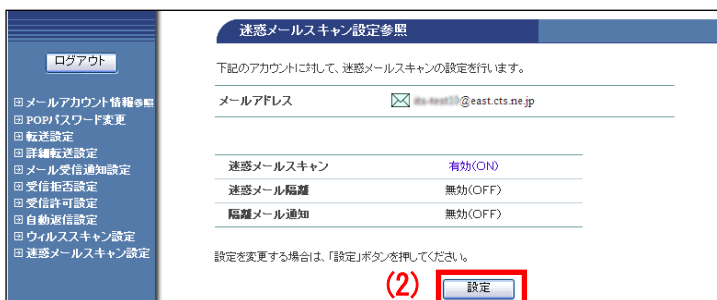 迷惑メールスキャン設定参照
ログアウト
下記のアカウントに対して、迷惑メールスキャンの設定を行います。
メールアドレス @east.cts.ne.jp
メールアカウント情報参照
POPパスワード変更
転送設定
詳細転送設定
メール受信通知設定
受信拒否設定
受信許可設定
自動返信設定
ウィルススキャン設定
迷惑メールスキャン設定
迷惑メールスキャン 有効(ON)
迷惑メール隔離 無効(OFF)
隔離メール通知 無効(OFF)
設定を変更する場合は、「設定」ボタンを押してください。
(2) 設定